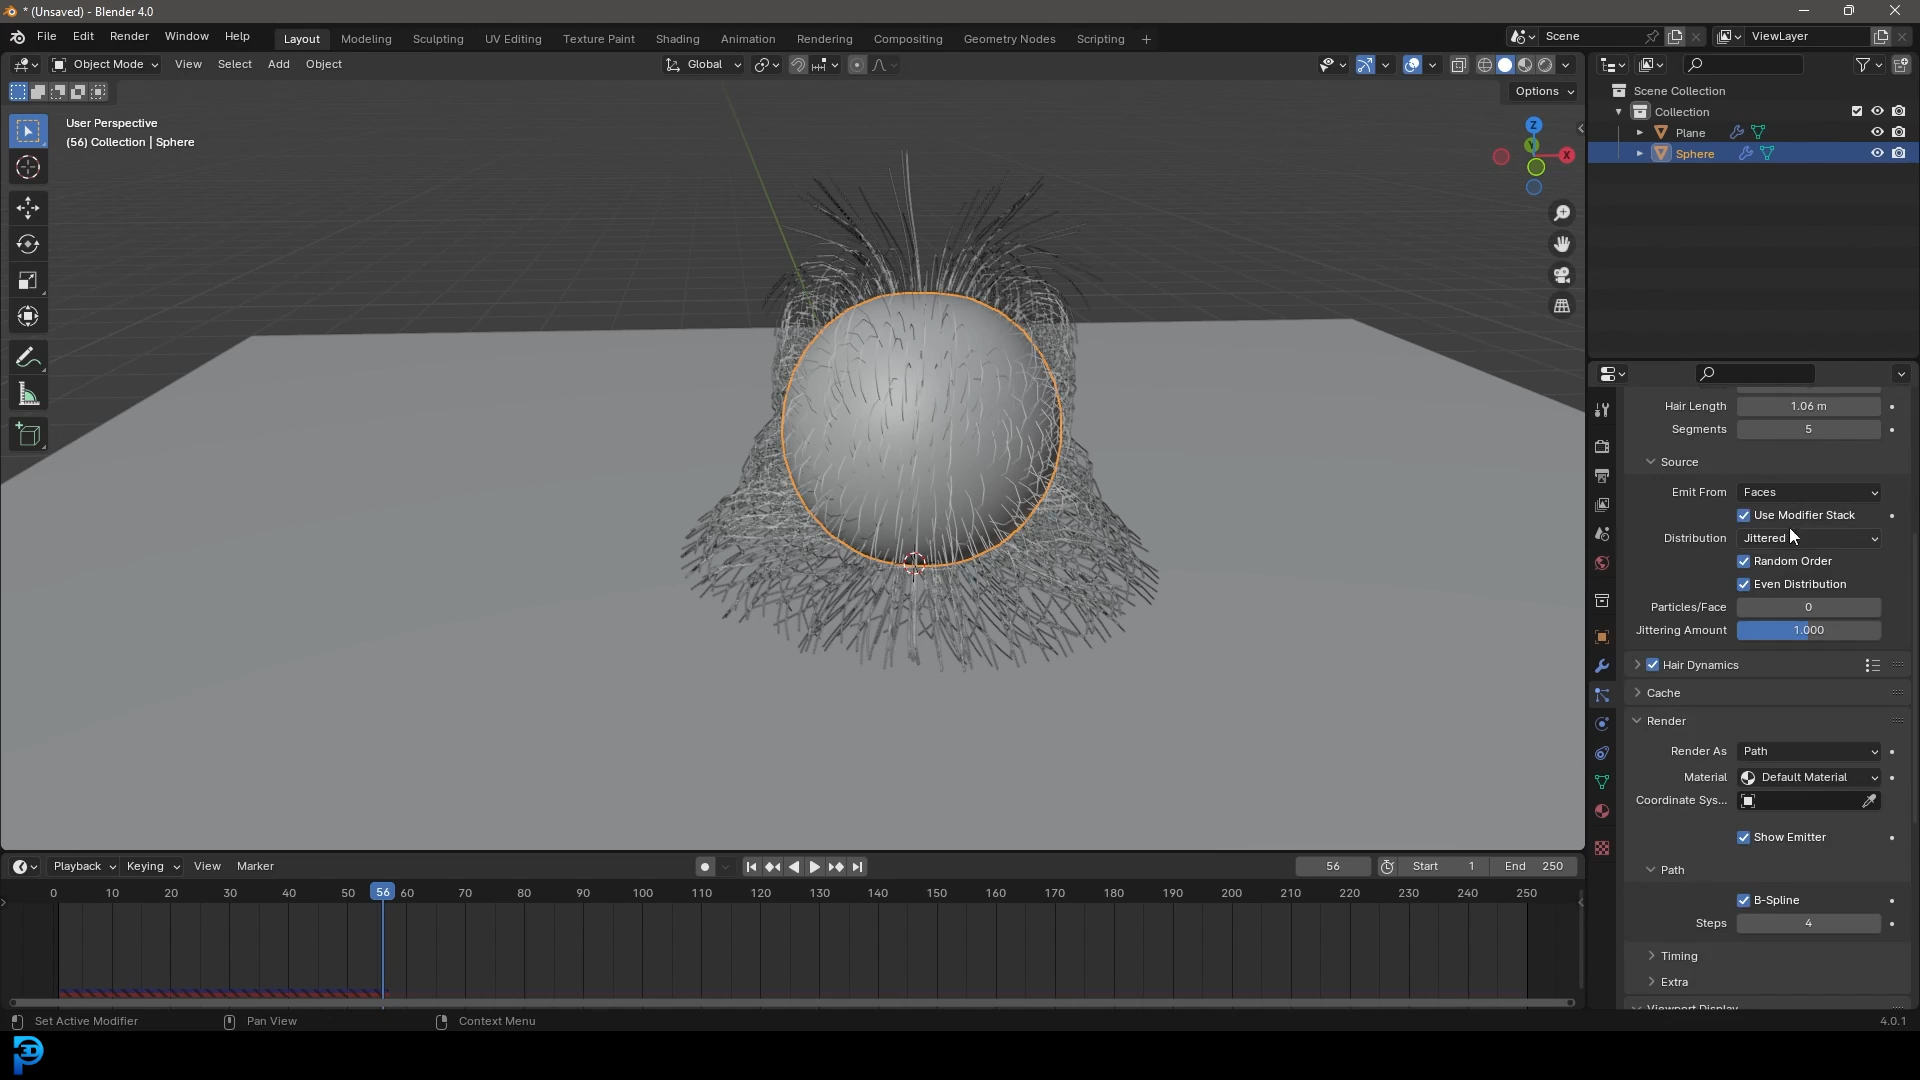 * (Unsaved) - Blender 4.0
File Edit Render Window Help Layout Modeling Sculpting UV Editing Texture Paint Shading Animation Rendering Compositing Geometry Nodes Scripting + Scene ViewLayer
Object Mode View Select Add Object Global
Options
User Perspective
(56) Collection | Sphere
Z
Y
X
Scene Collection
Collection
Plane
Sphere
Hair Length 1.06 m
Segments 5
Source
Emit From Faces
Use Modifier Stack
Distribution Jittered
Random Order
Even Distribution
Particles/Face 0
Jittering Amount 1.000
Hair Dynamics
Cache
Render
Render As Path
Material Default Material
Coordinate Sys...
Show Emitter
Path
B-Spline
Steps 4
Timing
Extra
Viewport Display
Playback Keying View Marker 56 Start 1 End 250
0 10 20 30 40 50 56 60 70 80 90 100 110 120 130 140 150 160 170 180 190 200 210 220 230 240 250
Set Active Modifier Pan View Context Menu 4.0.1
3D